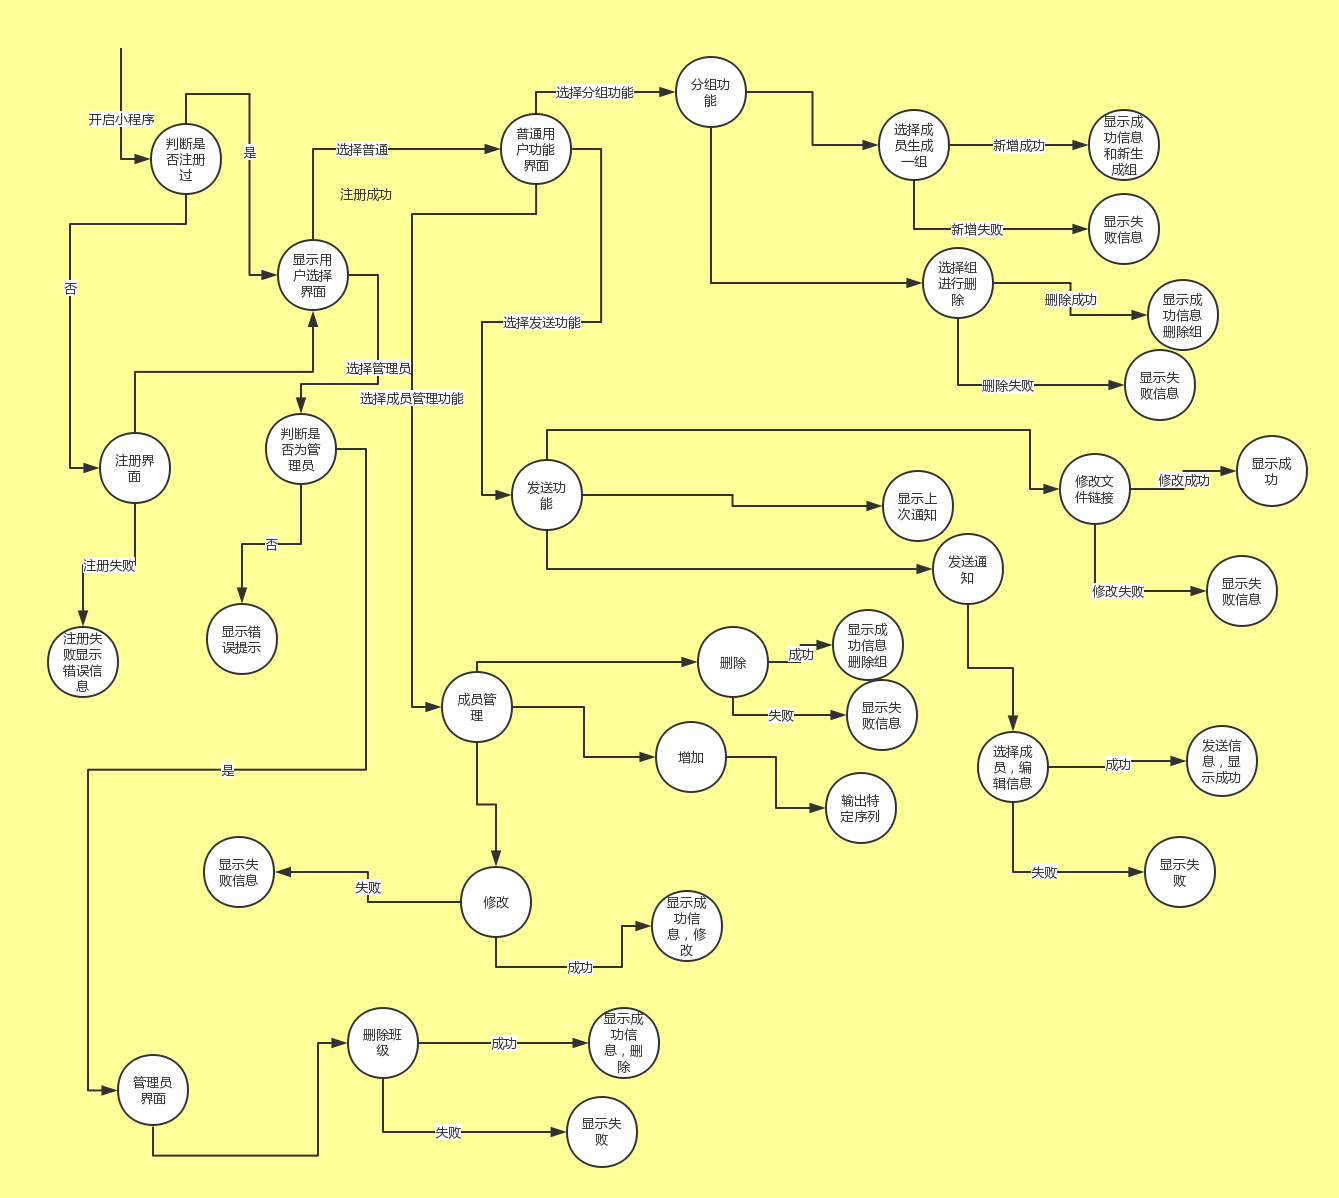 开启小程序
判断是
否注册
过
是
否
显示用
户选择
界面
选择普通
注册成功
普通用
户功能
界面
选择分组功能
分组功
能
选择成
员生成
一组
新增成功
显示成
功信息
和新生
成组
新增失败
显示失
败信息
选择组
进行删
除
删除成功
显示成
功信息
删除组
删除失败
显示失
败信息
选择发送功能
选择管理员
选择成员管理功能
注册界
面
判断是
否为管
理员
注册失败
注册失
败显示
错误信
息
否
显示错
误提示
发送功
能
显示上
次通知
修改文
件链接
修改成功
显示成
功
修改失败
显示失
败信息
发送通
知
成员管
理
删除
成功
显示成
功信息
删除组
失败
显示失
败信息
增加
输出特
定序列
选择成
员，编
辑信息
成功
发送信
息，显
示成功
失败
显示失
败
是
显示失
败信息
失败
修改
成功
显示成
功信
息，修
改
管理员
界面
删除班
级
成功
显示成
功信
息，删
除
失败
显示失
败